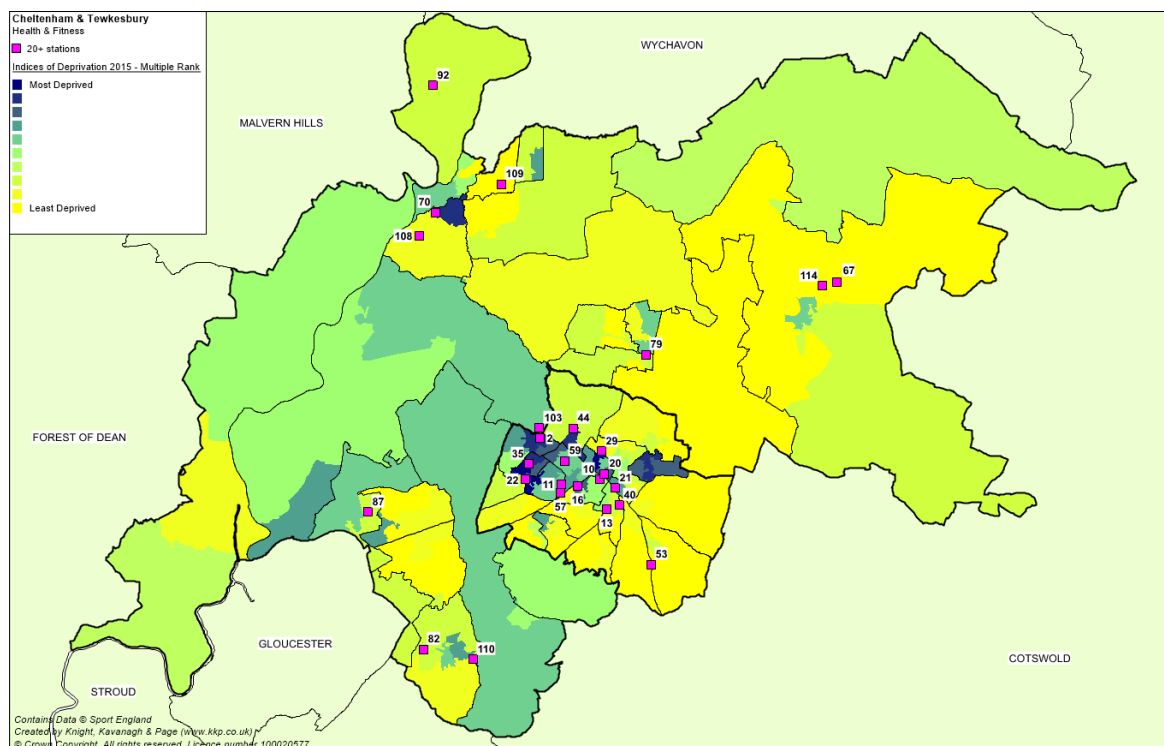 Cheltenham & Tewkesbury
Health & Fitness
20+ stations
Indices of Deprivation 2015 - Multiple Rank
Most Deprived
Least Deprived
WYCHAVON
92
MALVERN HILLS
109
70
108
114
67
79
103
44
2
29
FOREST OF DEAN
35
59
20
10
22
11
21
16
40
87
57
13
53
GLOUCESTER
82
110
COTSWOLD
STROUD
Contains Data © Sport England
Created by Knight, Kavanagh & Page (www.kkp.co.uk)
© Crown Copyright. All rights reserved. Licence number 100020577